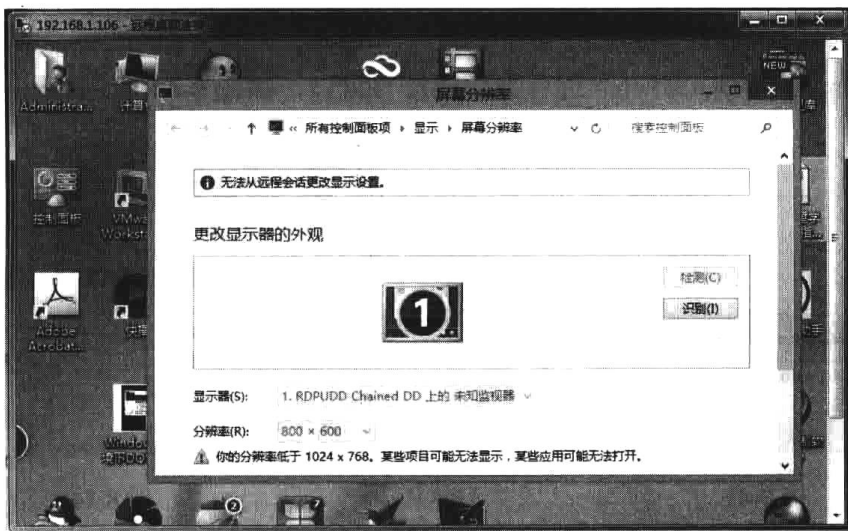 192.168.1.106 - 远程桌面连接
NEW
Administra...
屏幕分辨率
« 所有控制面板项 ▸ 显示 ▸ 屏幕分辨率
搜索控制面板
无法从远程会话更改显示设置。
控制面板
VMwa
Workst
更改显示器的外观
1
检测(C)
识别(I)
Adobe
Acrobat...
显示器(S):
1. RDPUDD Chained DD 上的 未知监视器
分辨率(R):
800 × 600
你的分辨率低于 1024 x 768。某些项目可能无法显示，某些应用可能无法打开。
Window
2
7